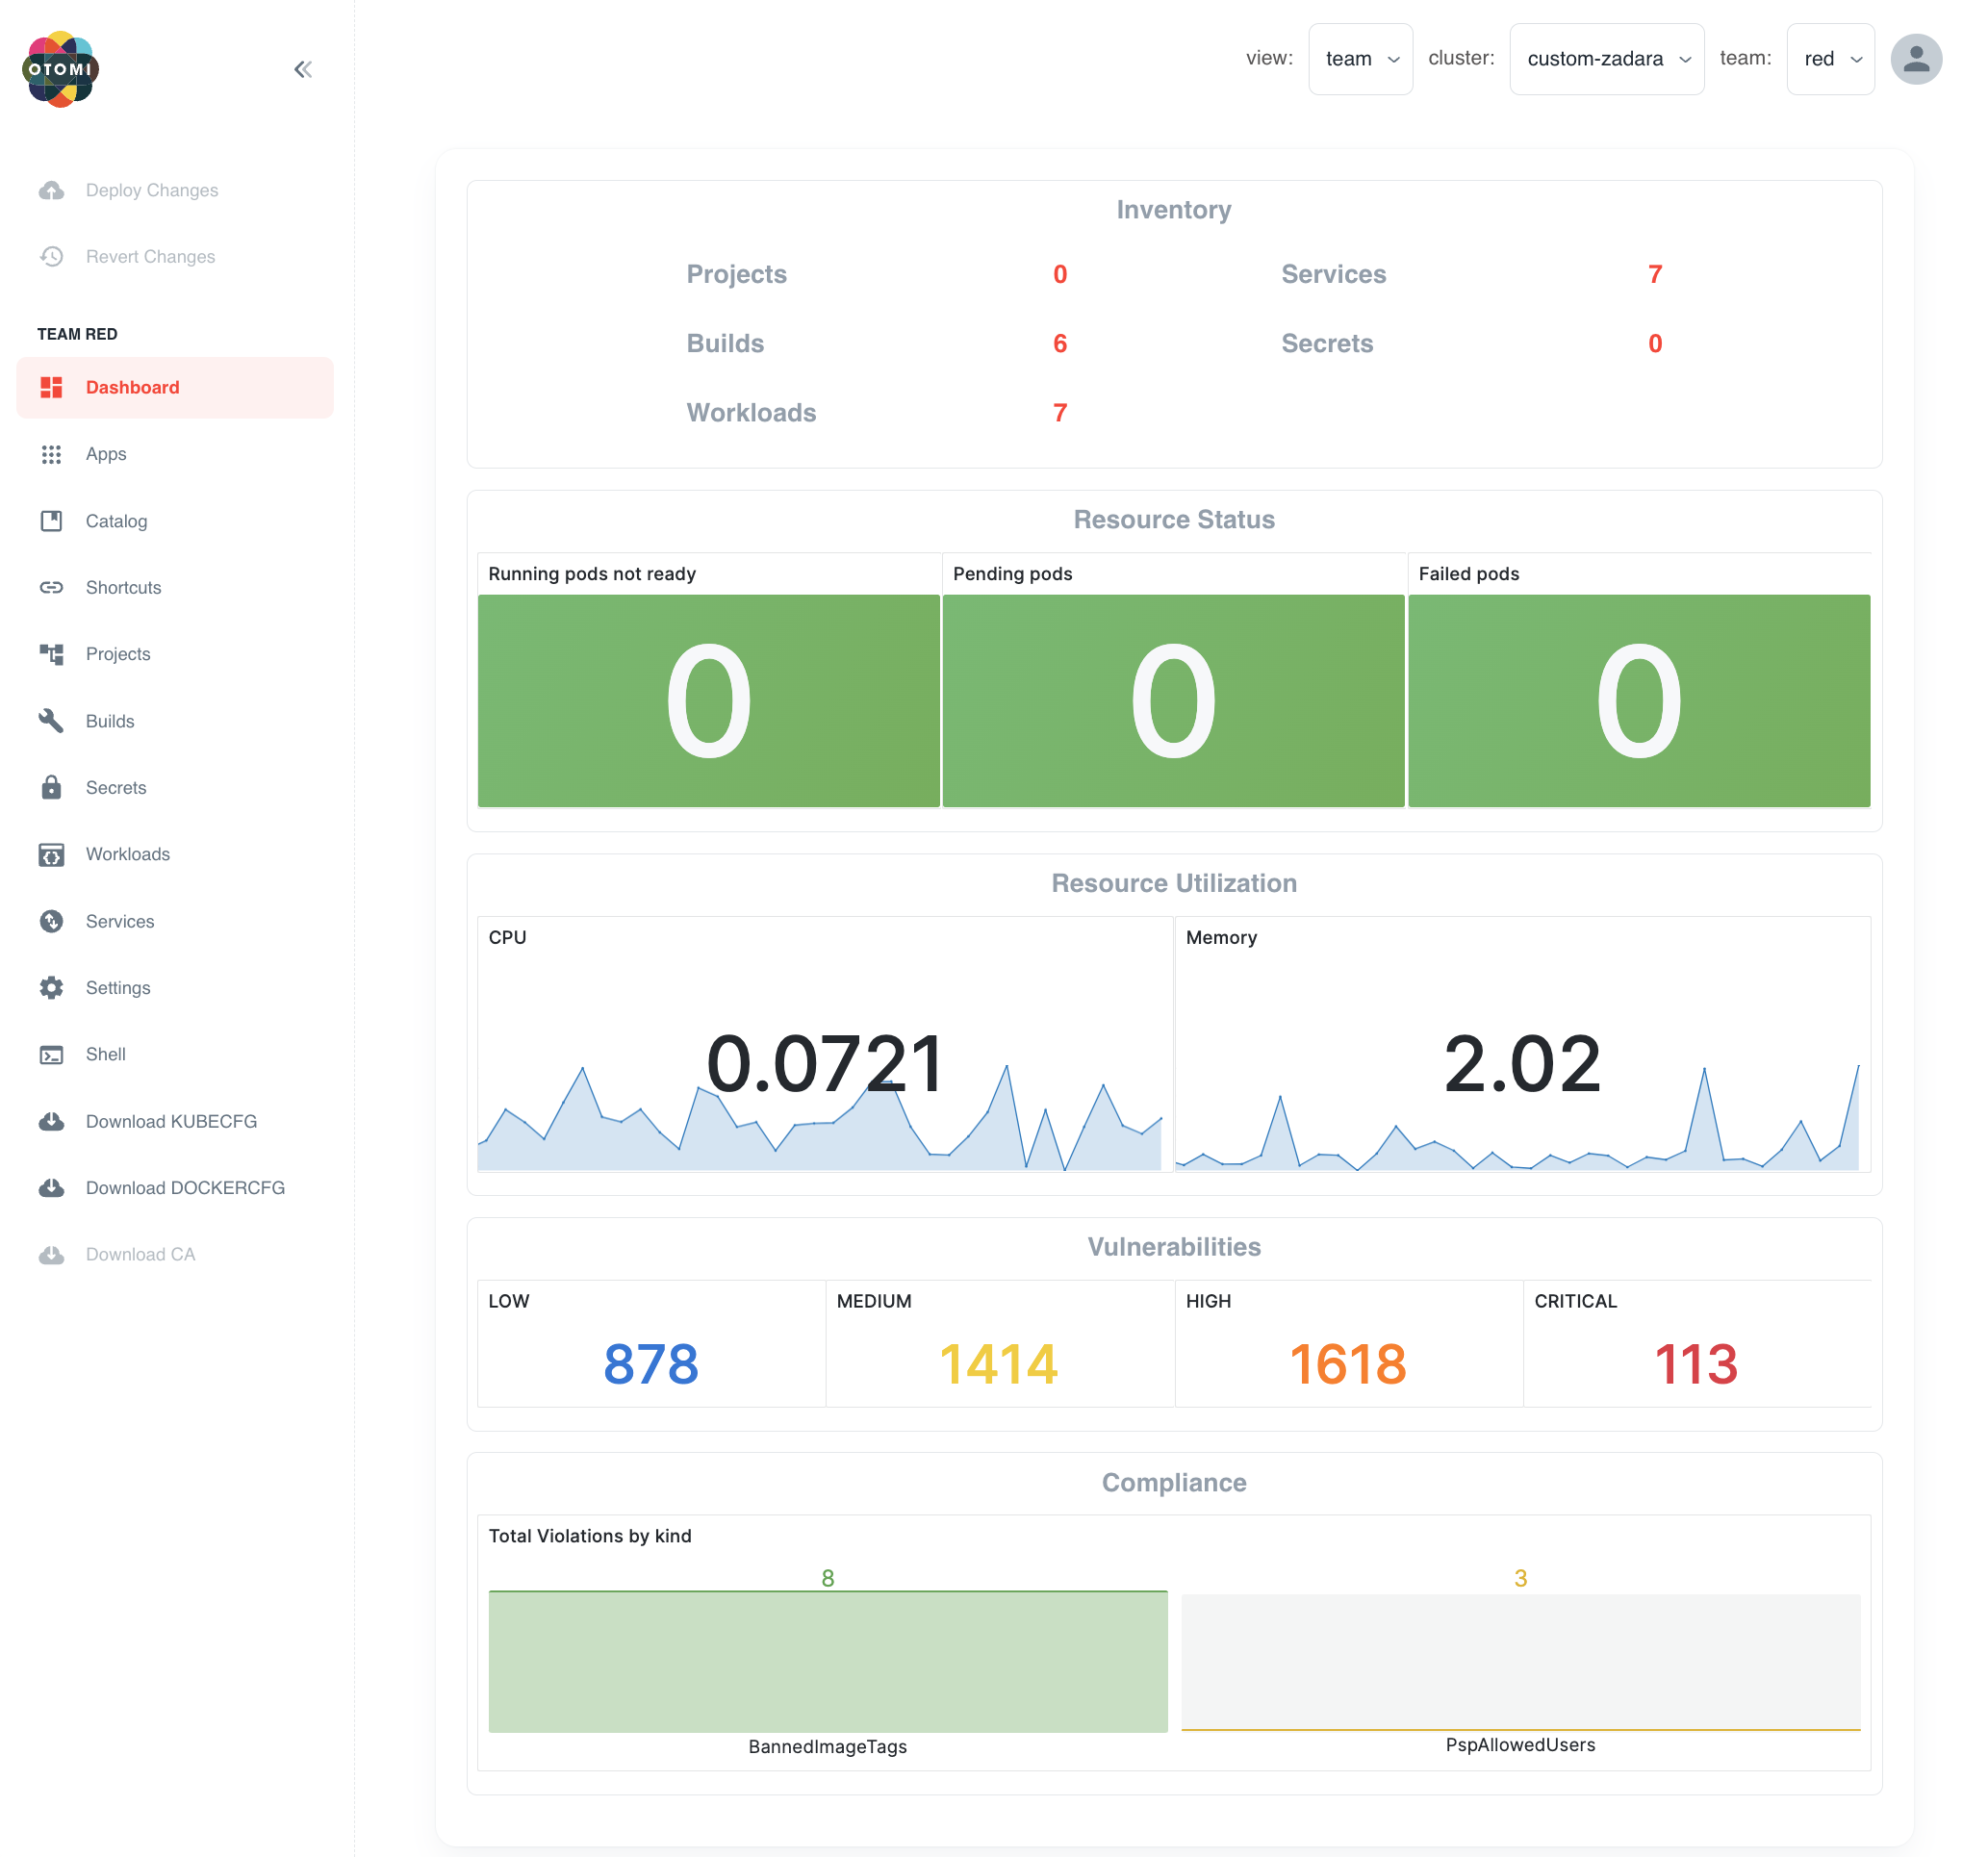 OTOMI
view: team cluster: custom-zadara team: red
Deploy Changes
Revert Changes
TEAM RED
Dashboard
Apps
Catalog
Shortcuts
Projects
Builds
Secrets
Workloads
Services
Settings
Shell
Download KUBECFG
Download DOCKERCFG
Download CA
Inventory
Projects 0 Services 7
Builds 6 Secrets 0
Workloads 7
Resource Status
Running pods not ready Pending pods Failed pods
0 0 0
Resource Utilization
CPU Memory
0.0721 2.02
Vulnerabilities
LOW MEDIUM HIGH CRITICAL
878 1414 1618 113
Compliance
Total Violations by kind
8 3
BannedImageTags PspAllowedUsers